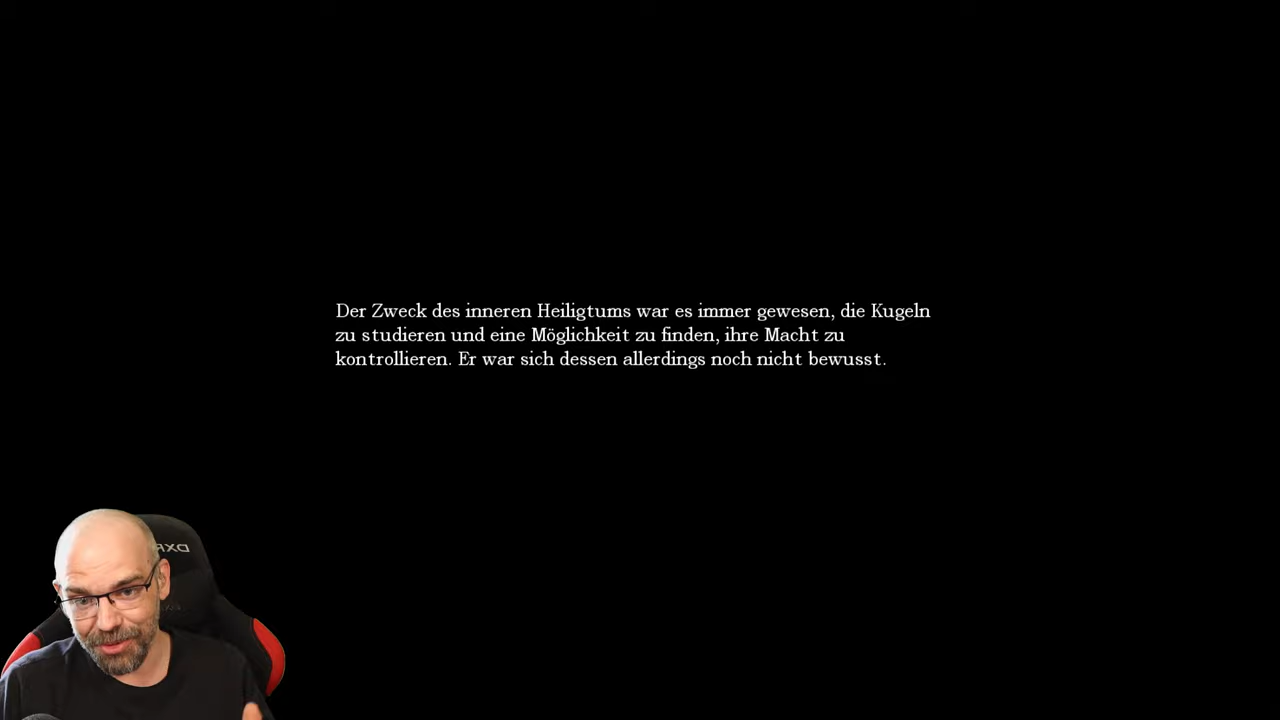 Der Zweck des inneren Heiligtums war es immer gewesen, die Kugeln
zu studieren und eine Möglichkeit zu finden, ihre Macht zu
kontrollieren. Er war sich dessen allerdings noch nicht bewusst.